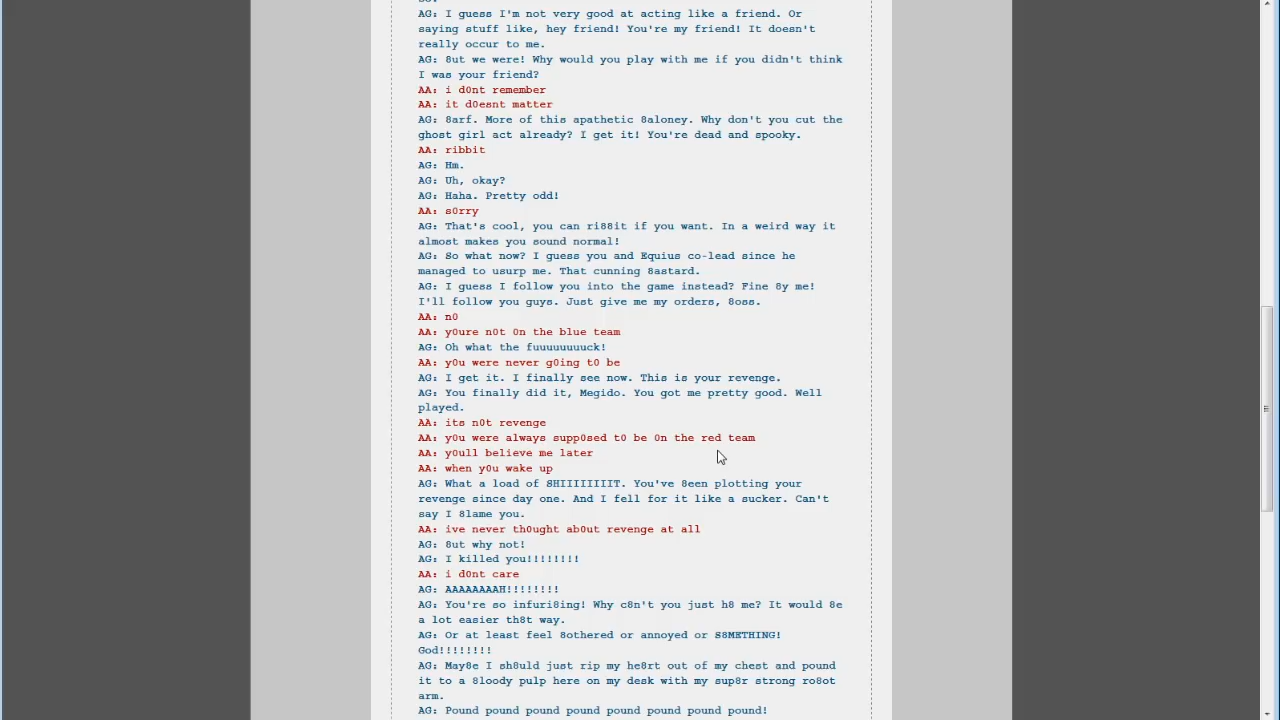 AG: I guess I'm not very good at acting like a friend. Or
saying stuff like, hey friend! You're my friend! It doesn't
really occur to me.
AG: 8ut we were! Why would you play with me if you didn't think
I was your friend?
AA: i d0nt remember
AA: it d0esnt matter
AG: 8arf. More of this apathetic 8aloney. Why don't you cut the
ghost girl act already? I get it! You're dead and spooky.
AA: ribbit
AG: Hm.
AG: Uh, okay?
AG: Haha. Pretty odd!
AA: s0rry
AG: That's cool, you can ri88it if you want. In a weird way it
almost makes you sound normal!
AG: So what now? I guess you and Equius co-lead since he
managed to usurp me. That cunning 8astard.
AG: I guess I follow you into the game instead? Fine 8y me!
I'll follow you guys. Just give me my orders, 8oss.
AA: n0
AA: y0ure n0t 0n the blue team
AG: Oh what the fuuuuuuuuck!
AA: y0u were never g0ing t0 be
AG: I get it. I finally see now. This is your revenge.
AG: You finally did it, Megido. You got me pretty good. Well
played.
AA: its n0t revenge
AA: y0u were always supp0sed t0 be 0n the red team
AA: y0ull believe me later
AA: when y0u wake up
AG: What a load of SHIIIIIIIIT. You've 8een plotting your
revenge since day one. And I fell for it like a sucker. Can't
say I 8lame you.
AA: ive never th0ught ab0ut revenge at all
AG: 8ut why not!
AG: I killed you!!!!!!!!
AA: i d0nt care
AG: AAAAAAAAH!!!!!!!!
AG: You're so infuri8ing! Why c8n't you just h8 me? It would 8e
a lot easier th8t way.
AG: Or at least feel 8othered or annoyed or S8METHING!
God!!!!!!!!
AG: May8e I sh8uld just rip my he8rt out of my chest and pound
it to a 8loody pulp here on my desk with my sup8r strong ro8ot
arm.
AG: Pound pound pound pound pound pound pound pound!